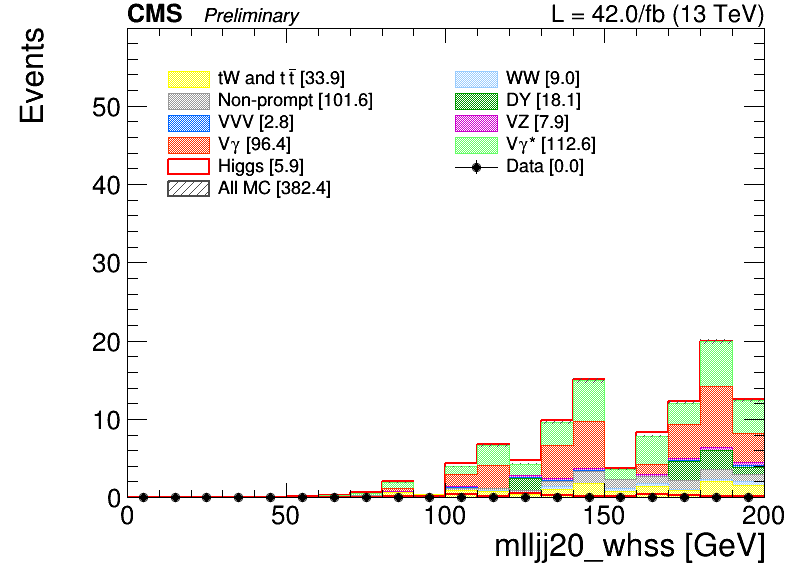 CMS Preliminary L = 42.0/fb (13 TeV)
Events
tW and tt̄ [33.9] WW [9.0]
Non-prompt [101.6] DY [18.1]
VVV [2.8] VZ [7.9]
Vγ [96.4] Vγ* [112.6]
Higgs [5.9] Data [0.0]
All MC [382.4]
50
40
30
20
10
0
0 50 100 150 200
mlljj20_whss [GeV]